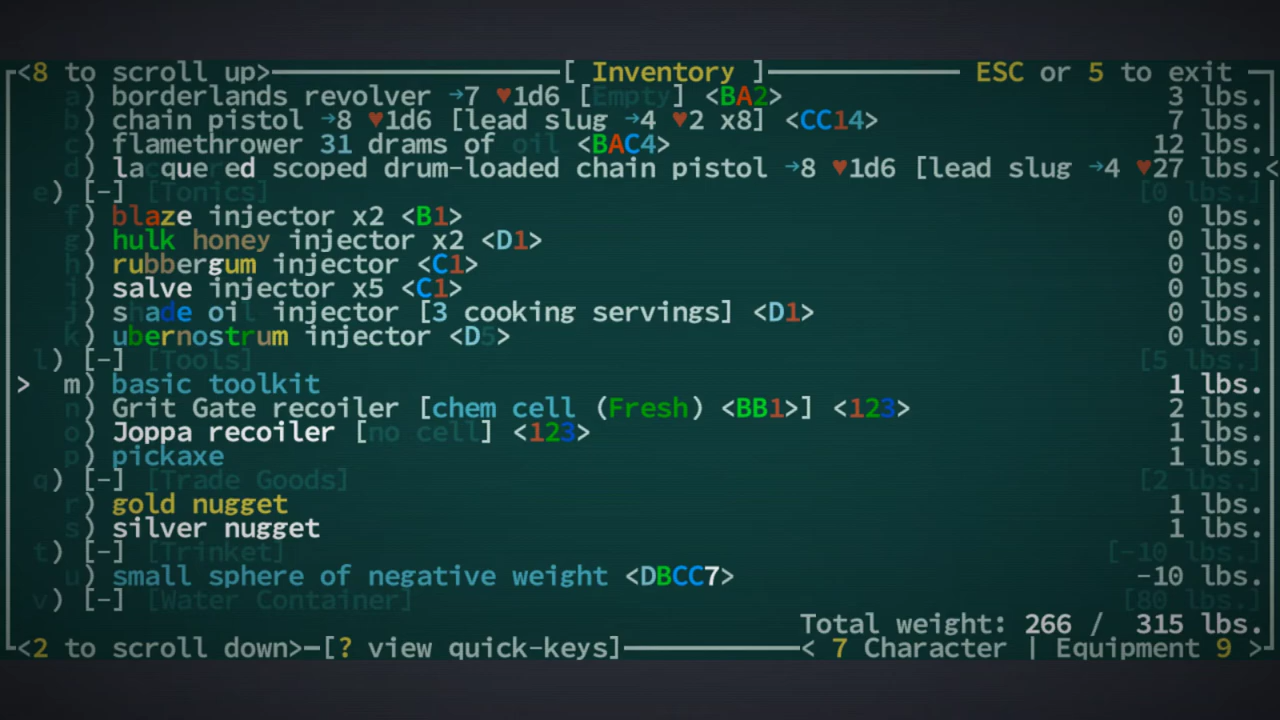 <8 to scroll up> [ Inventory ] ESC or 5 to exit
a) borderlands revolver →7 ♥1d6 [Empty] <BA2> 3 lbs.
b) chain pistol →8 ♥1d6 [lead slug →4 ♥2 x8] <CC14> 7 lbs.
c) flamethrower 31 drams of oil <BAC4> 12 lbs.
d) lacquered scoped drum-loaded chain pistol →8 ♥1d6 [lead slug →4 ♥27 lbs.<
e) [-] [Tonics] [0 lbs.]
f) blaze injector x2 <B1> 0 lbs.
g) hulk honey injector x2 <D1> 0 lbs.
h) rubbergum injector <C1> 0 lbs.
i) salve injector x5 <C1> 0 lbs.
j) shade oil injector [3 cooking servings] <D1> 0 lbs.
k) ubernostrum injector <D5> 0 lbs.
l) [-] [Tools] [5 lbs.]
> m) basic toolkit 1 lbs.
n) Grit Gate recoiler [chem cell (Fresh) <BB1>] <123> 2 lbs.
o) Joppa recoiler [no cell] <123> 1 lbs.
p) pickaxe 1 lbs.
q) [-] [Trade Goods] [2 lbs.]
r) gold nugget 1 lbs.
s) silver nugget 1 lbs.
t) [-] [Trinket] [-10 lbs.]
u) small sphere of negative weight <DBCC7> -10 lbs.
v) [-] [Water Container] [80 lbs.]
Total weight: 266 / 315 lbs.
<2 to scroll down> [? view quick-keys] < 7 Character | Equipment 9 >